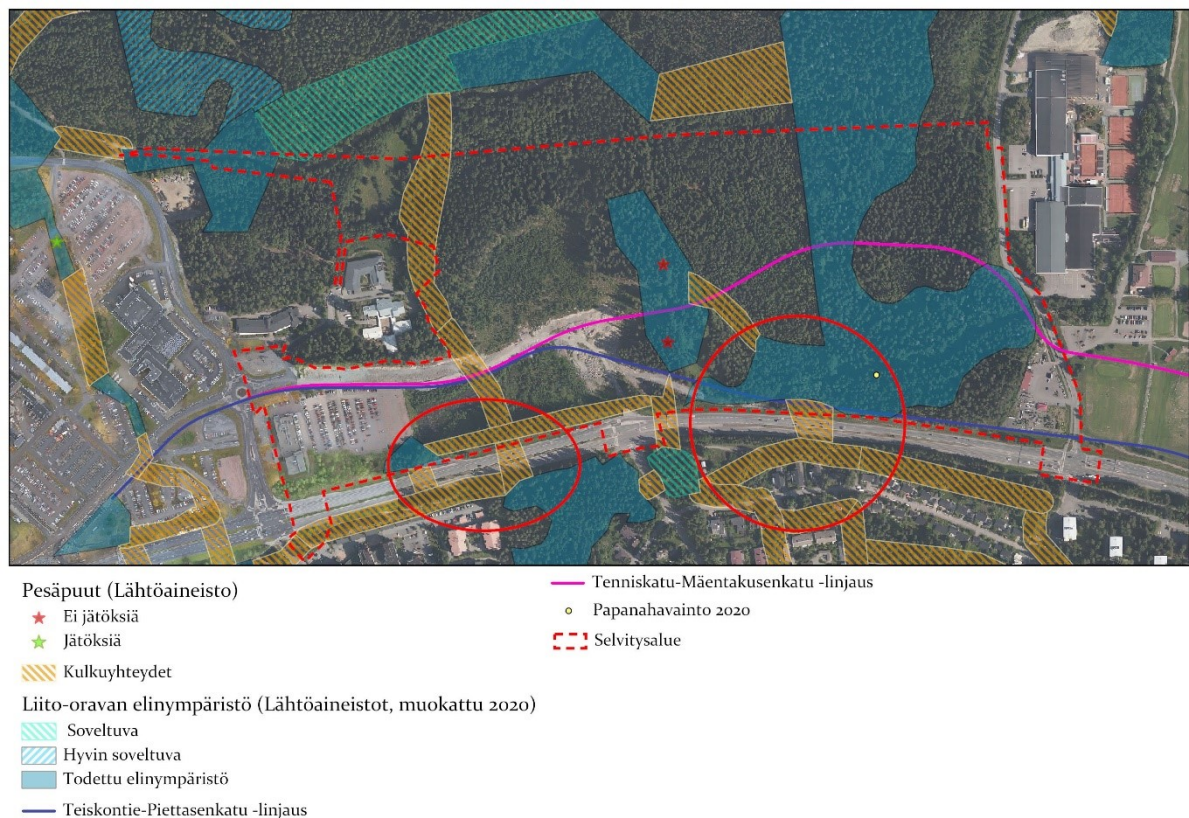 Pesäpuut (Lähtöaineisto)
Ei jätöksiä
Jätöksiä
Kulkuyhteydet
Liito-oravan elinympäristö (Lähtöaineistot, muokattu 2020)
Soveltuva
Hyvin soveltuva
Todettu elinympäristö
Teiskontie-Piettasenkatu -linjaus
Tenniskatu-Mäentakusenkatu -linjaus
Papanahavainto 2020
Selvitysalue